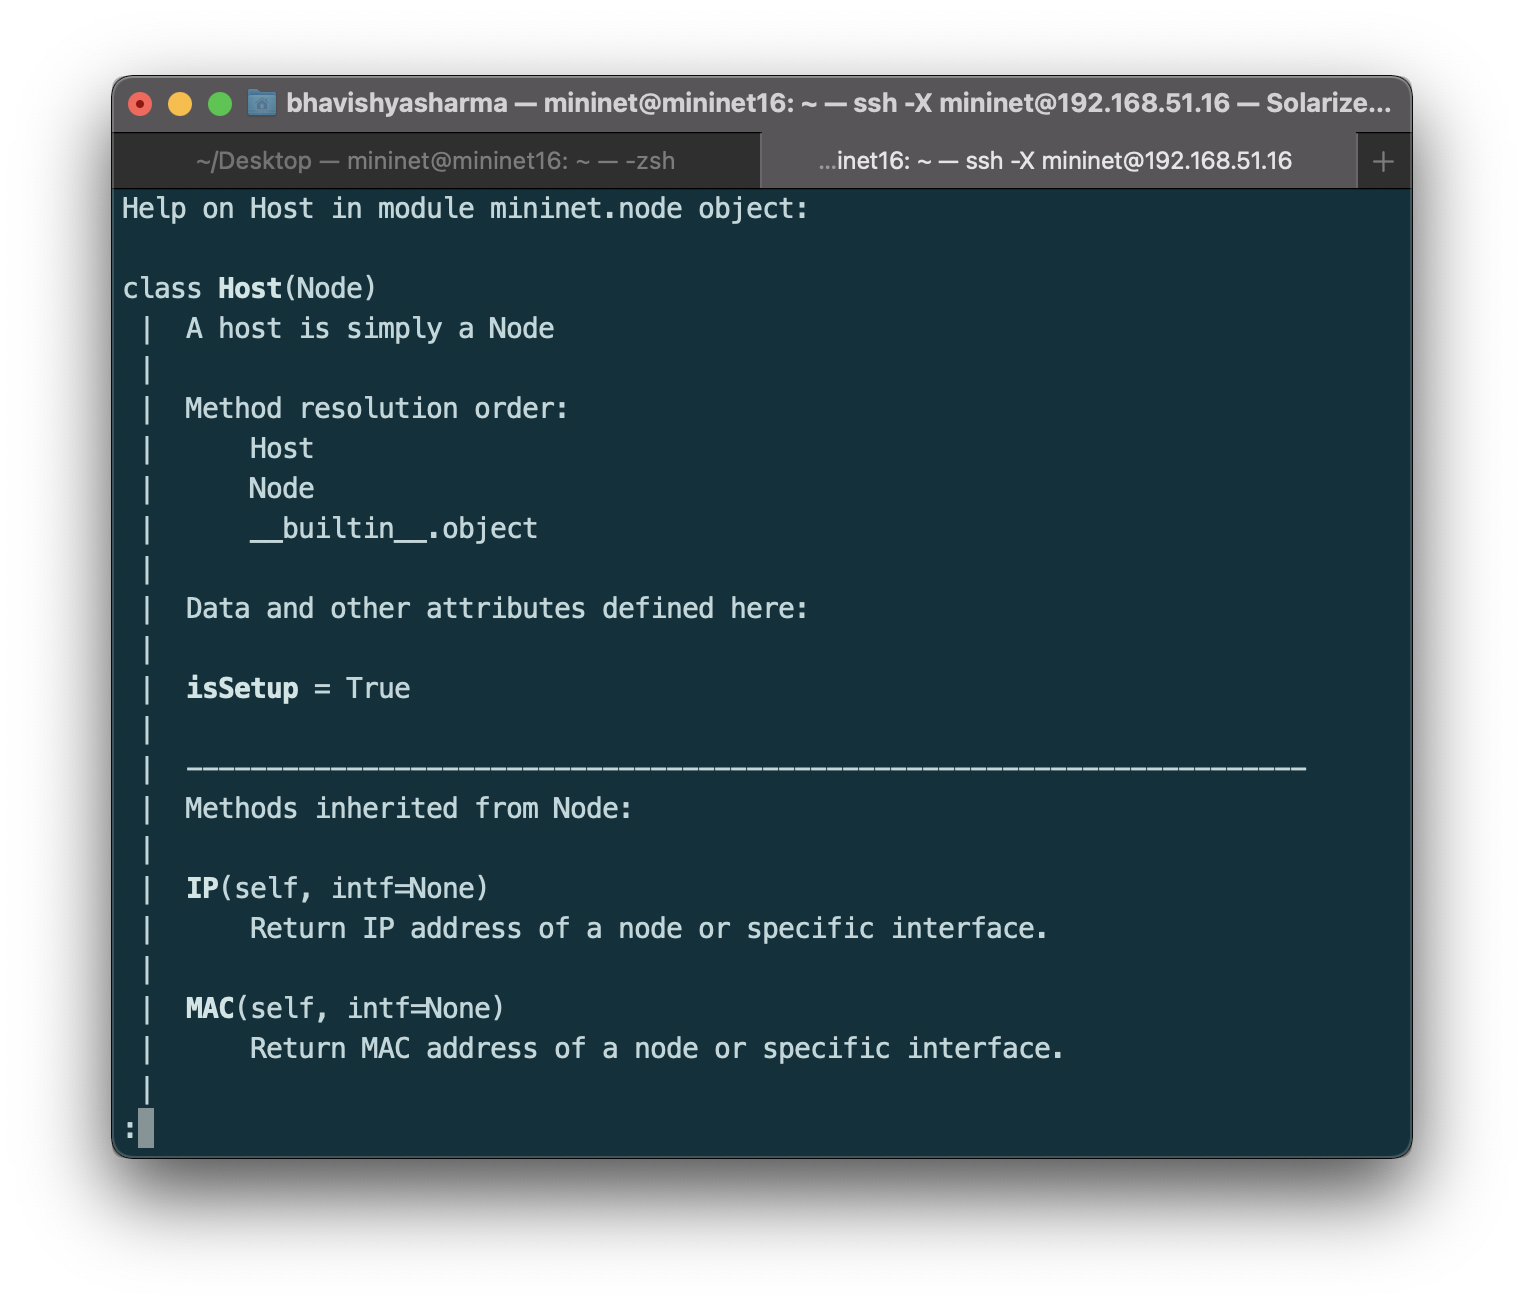 bhavishyasharma — mininet@mininet16: ~ — ssh -X mininet@192.168.51.16 — Solarize...
~/Desktop — mininet@mininet16: ~ — -zsh
...inet16: ~ — ssh -X mininet@192.168.51.16
+
Help on Host in module mininet.node object:

class Host(Node)
 |  A host is simply a Node
 |
 |  Method resolution order:
 |      Host
 |      Node
 |      __builtin__.object
 |
 |  Data and other attributes defined here:
 |
 |  isSetup = True
 |
 |  ----------------------------------------------------------------------
 |  Methods inherited from Node:
 |
 |  IP(self, intf=None)
 |      Return IP address of a node or specific interface.
 |
 |  MAC(self, intf=None)
 |      Return MAC address of a node or specific interface.
 |
: